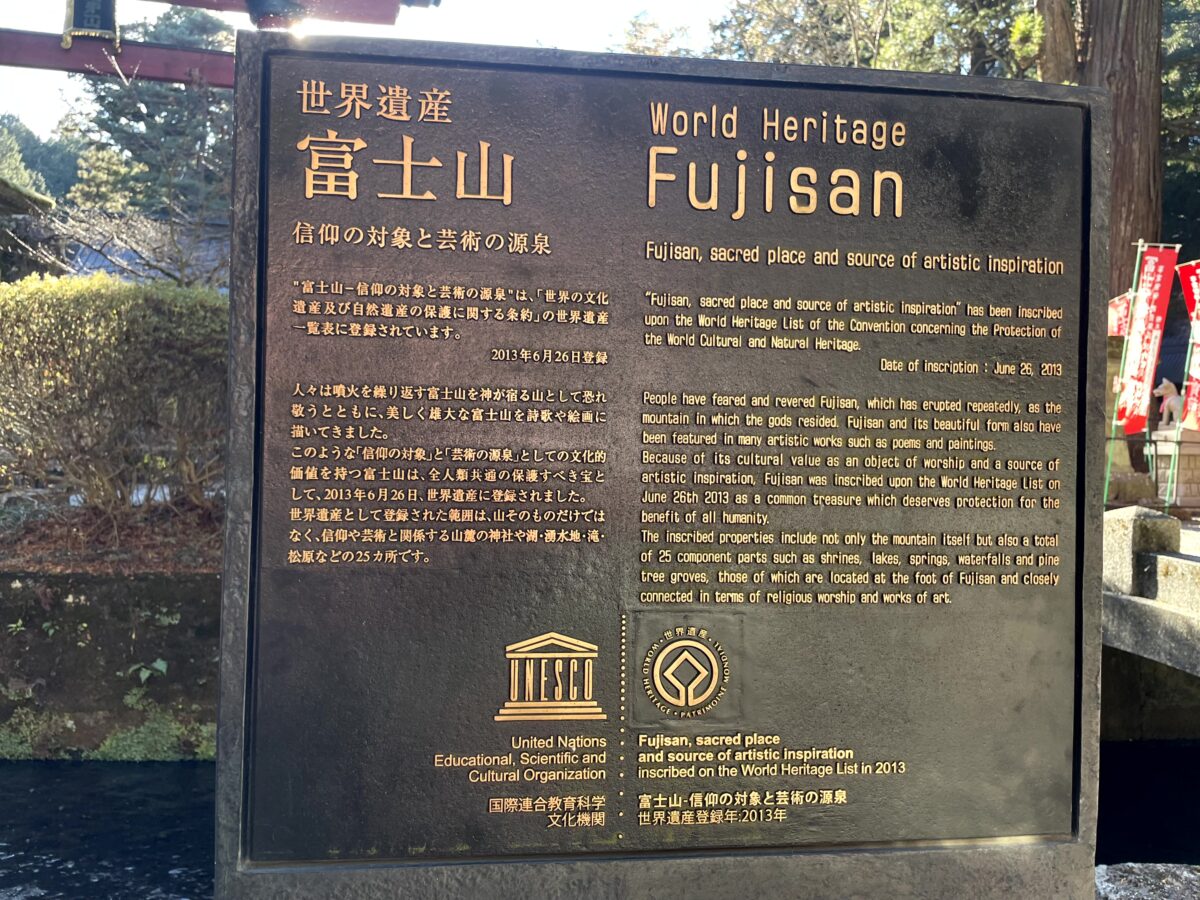 世界遺産
富士山
信仰の対象と芸術の源泉
"富士山−信仰の対象と芸術の源泉"は、「世界の文化
遺産及び自然遺産の保護に関する条約」の世界遺産
一覧表に登録されています。
2013年6月26日登録
人々は噴火を繰り返す富士山を神が宿る山として恐れ
敬うとともに、美しく雄大な富士山を詩歌や絵画に
描いてきました。
このような「信仰の対象」と「芸術の源泉」としての文化的
価値を持つ富士山は、全人類共通の保護すべき宝と
して、2013年6月26日、世界遺産に登録されました。
世界遺産として登録された範囲は、山そのものだけでは
なく、信仰や芸術と関係する山麓の神社や湖・湧水地・滝・
松原などの25カ所です。
World Heritage
Fujisan
Fujisan, sacred place and source of artistic inspiration
"Fujisan, sacred place and source of artistic inspiration" has been inscribed
upon the World Heritage List of the Convention concerning the Protection of
the World Cultural and Natural Heritage.
Date of inscription : June 26, 2013
People have feared and revered Fujisan, which has erupted repeatedly, as the
mountain in which the gods resided. Fujisan and its beautiful form also have
been featured in many artistic works such as poems and paintings.
Because of its cultural value as an object of worship and a source of
artistic inspiration, Fujisan was inscribed upon the World Heritage List on
June 26th 2013 as a common treasure which deserves protection for the
benefit of all humanity.
The inscribed properties include not only the mountain itself but also a total
of 25 component parts such as shrines, lakes, springs, waterfalls and pine
tree groves, those of which are located at the foot of Fujisan and closely
connected in terms of religious worship and works of art.
UNESCO
United Nations
Educational, Scientific and
Cultural Organization
国際連合教育科学
文化機関
・世界遺産・
WORLD HERITAGE • PATRIMOINE MONDIAL
Fujisan, sacred place
and source of artistic inspiration
inscribed on the World Heritage List in 2013
富士山-信仰の対象と芸術の源泉
世界遺産登録年:2013年